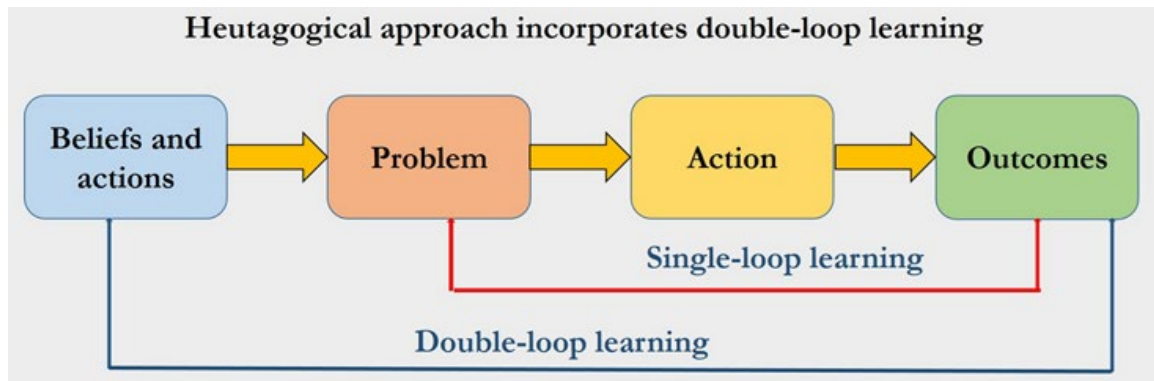 Heutagogical approach incorporates double-loop learning
Beliefs and
actions
Problem
Action
Outcomes
Single-loop learning
Double-loop learning